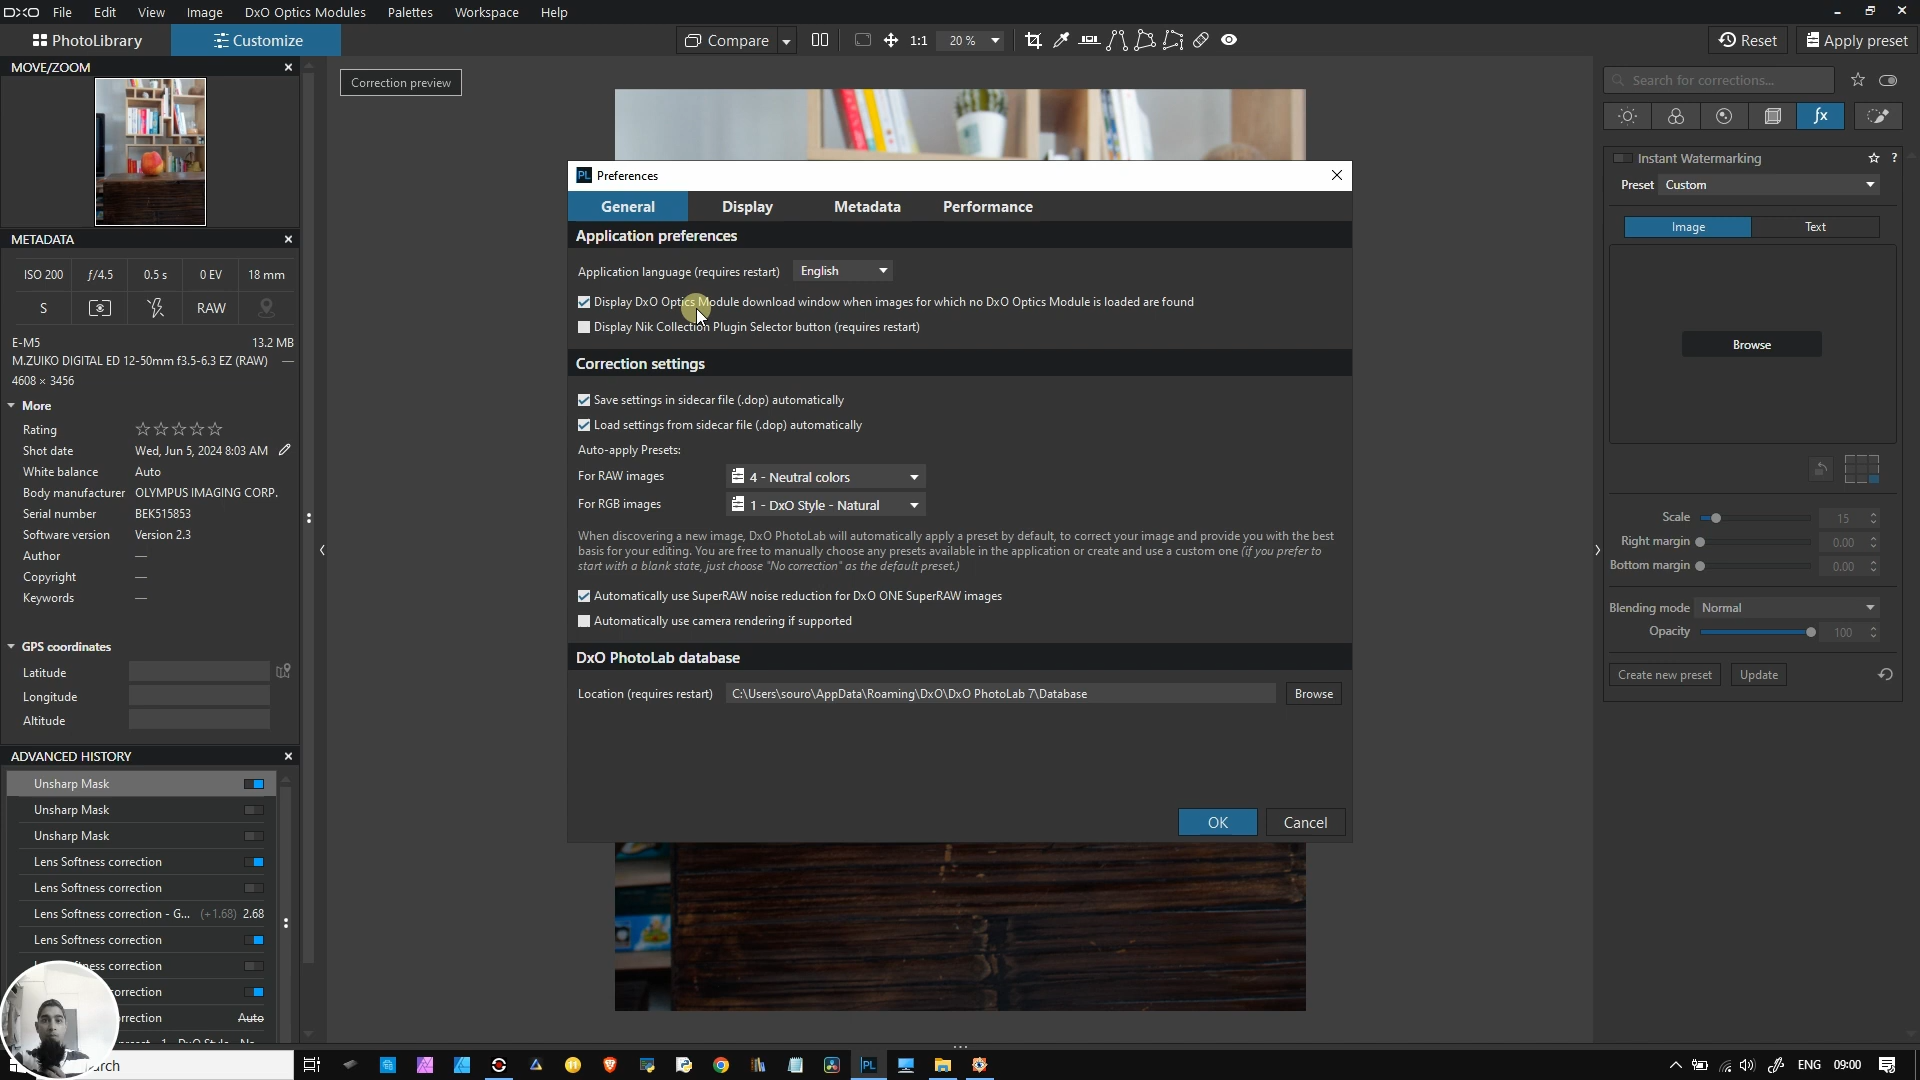 DXO File Edit View Image DxO Optics Modules Palettes Workspace Help
PhotoLibrary Customize Compare 1:1 20 % Reset Apply preset
MOVE/ZOOM
Correction preview
METADATA
ISO 200 ƒ/4.5 0.5 s 0 EV 18 mm
S RAW
E-M5 13.2 MB
M.ZUIKO DIGITAL ED 12-50mm f3.5-6.3 EZ (RAW) —
4608 × 3456
More
Rating ☆☆☆☆☆
Shot date Wed, Jun 5, 2024 8:03 AM
White balance Auto
Body manufacturer OLYMPUS IMAGING CORP.
Serial number BEK515853
Software version Version 2.3
Author —
Copyright —
Keywords —
GPS coordinates
Latitude
Longitude
Altitude
ADVANCED HISTORY
Unsharp Mask
Unsharp Mask
Unsharp Mask
Lens Softness correction
Lens Softness correction
Lens Softness correction - G... (+1.68) 2.68
Lens Softness correction
ness correction
orrection
rrection Auto
PL Preferences
General Display Metadata Performance
Application preferences
Application language (requires restart) English
Display DxO Optics Module download window when images for which no DxO Optics Module is loaded are found
Display Nik Collection Plugin Selector button (requires restart)
Correction settings
Save settings in sidecar file (.dop) automatically
Load settings from sidecar file (.dop) automatically
Auto-apply Presets:
For RAW images 4 - Neutral colors
For RGB images 1 - DxO Style - Natural
When discovering a new image, DxO PhotoLab will automatically apply a preset by default, to correct your image and provide you with the best
basis for your editing. You are free to manually choose any presets available in the application or create and use a custom one (if you prefer to
start with a blank state, just choose "No correction" as the default preset.)
Automatically use SuperRAW noise reduction for DxO ONE SuperRAW images
Automatically use camera rendering if supported
DxO PhotoLab database
Location (requires restart) C:\Users\souro\AppData\Roaming\DxO\DxO PhotoLab 7\Database Browse
OK Cancel
Search for corrections...
fx
Instant Watermarking ?
Preset Custom
Image Text
Browse
Scale 15
Right margin 0.00
Bottom margin 0.00
Blending mode Normal
Opacity 100
Create new preset Update
arch PL ENG 09:00